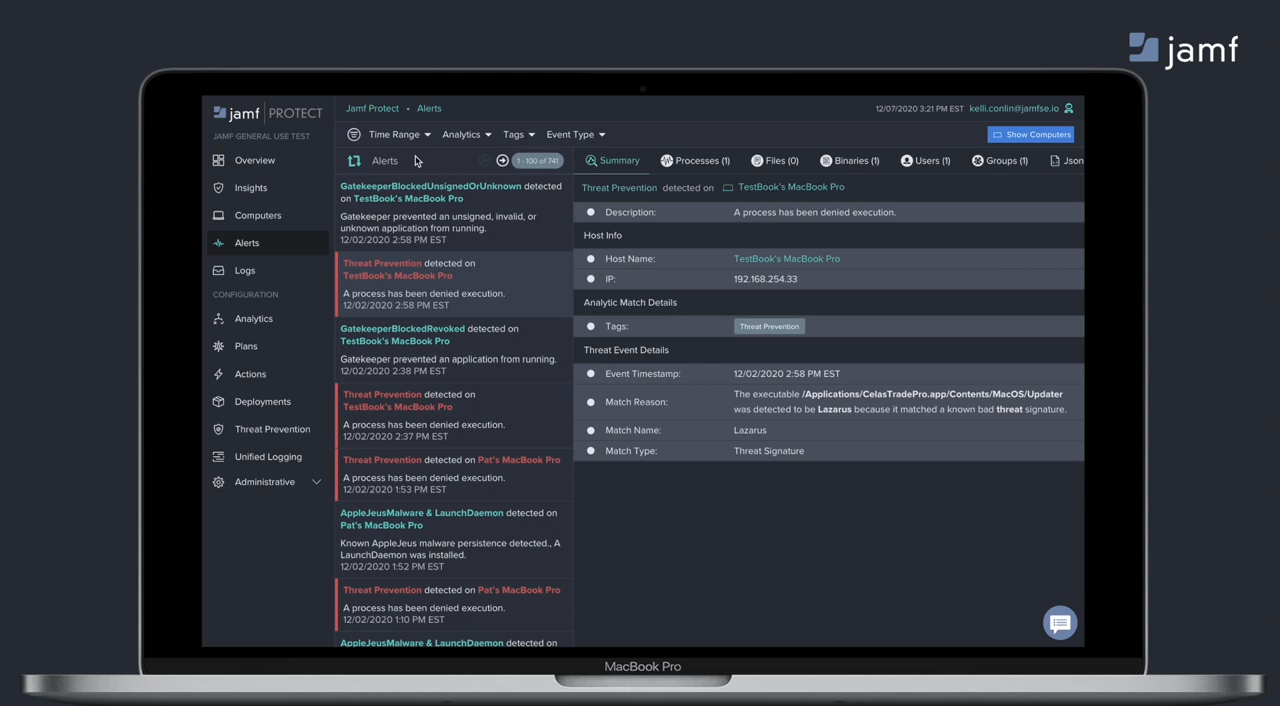 jamf
jamf | PROTECT
JAMF GENERAL USE TEST
Overview
Insights
Computers
Alerts
Logs
CONFIGURATION
Analytics
Plans
Actions
Deployments
Threat Prevention
Unified Logging
Administrative
Jamf Protect • Alerts
12/07/2020 3:21 PM EST kelli.conlin@jamfse.io
Time Range Analytics Tags Event Type
Show Computers
Alerts
1 - 100 of 741
GatekeeperBlockedUnsignedOrUnknown detected
on TestBook's MacBook Pro
Gatekeeper prevented an unsigned, invalid, or
unknown application from running.
12/02/2020 2:58 PM EST
Threat Prevention detected on
TestBook's MacBook Pro
A process has been denied execution.
12/02/2020 2:58 PM EST
GatekeeperBlockedRevoked detected on
TestBook's MacBook Pro
Gatekeeper prevented an application from running.
12/02/2020 2:38 PM EST
Threat Prevention detected on
TestBook's MacBook Pro
A process has been denied execution.
12/02/2020 2:37 PM EST
Threat Prevention detected on Pat's MacBook Pro
A process has been denied execution.
12/02/2020 1:53 PM EST
AppleJeusMalware & LaunchDaemon detected on
Pat's MacBook Pro
Known AppleJeus malware persistence detected., A
LaunchDaemon was installed.
12/02/2020 1:52 PM EST
Threat Prevention detected on Pat's MacBook Pro
A process has been denied execution.
12/02/2020 1:10 PM EST
AppleJeusMalware & LaunchDaemon detected on
Summary Processes (1) Files (0) Binaries (1) Users (1) Groups (1) Json
Threat Prevention detected on TestBook's MacBook Pro
Description: A process has been denied execution.
Host Info
Host Name: TestBook's MacBook Pro
IP: 192.168.254.33
Analytic Match Details
Tags: Threat Prevention
Threat Event Details
Event Timestamp: 12/02/2020 2:58 PM EST
Match Reason: The executable /Applications/CelasTradePro.app/Contents/MacOS/Updater
was detected to be Lazarus because it matched a known bad threat signature.
Match Name: Lazarus
Match Type: Threat Signature
MacBook Pro